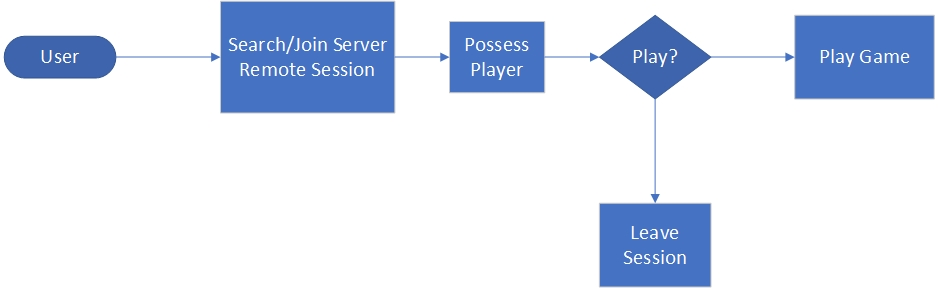 User
Search/Join Server
Remote Session
Possess
Player
Play?
Play Game
Leave
Session